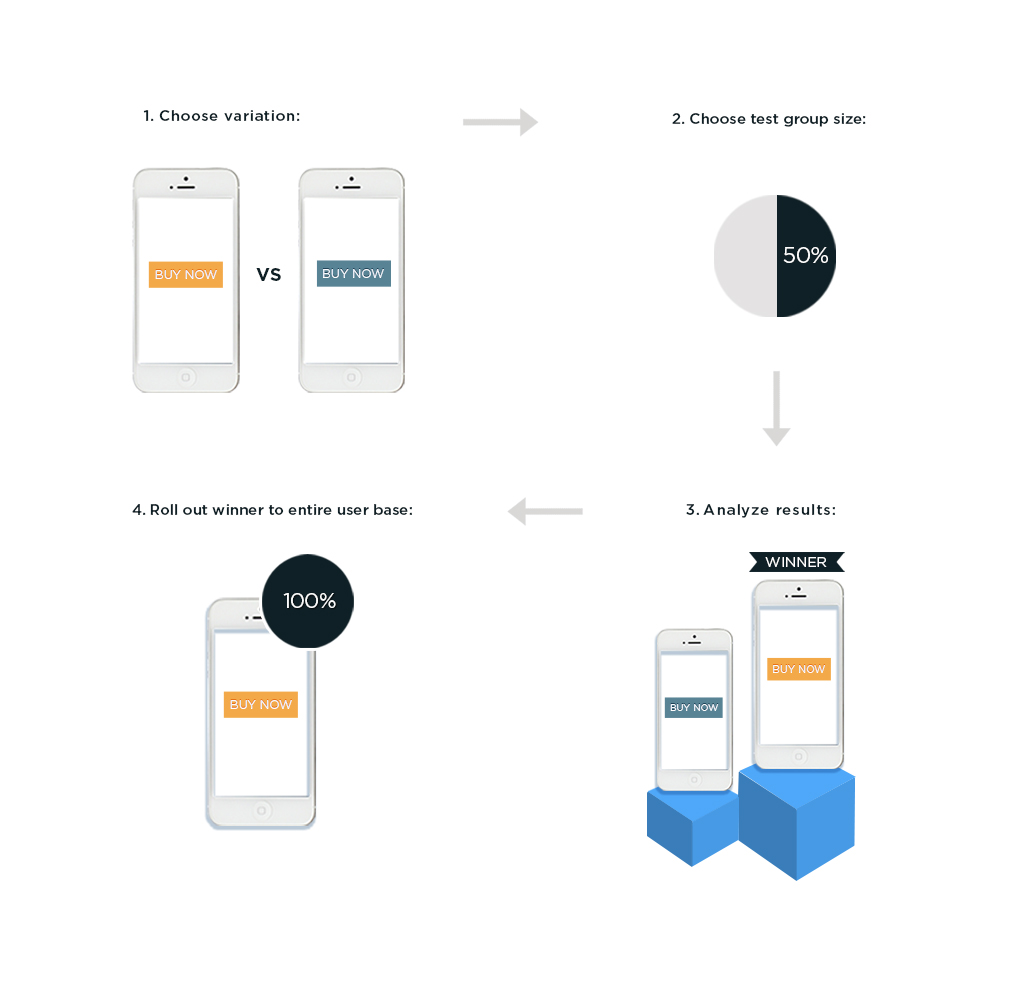 1. Choose variation:
BUY NOW
VS
BUY NOW
2. Choose test group size:
50%
3. Analyze results:
WINNER
BUY NOW
BUY NOW
4. Roll out winner to entire user base:
100%
BUY NOW